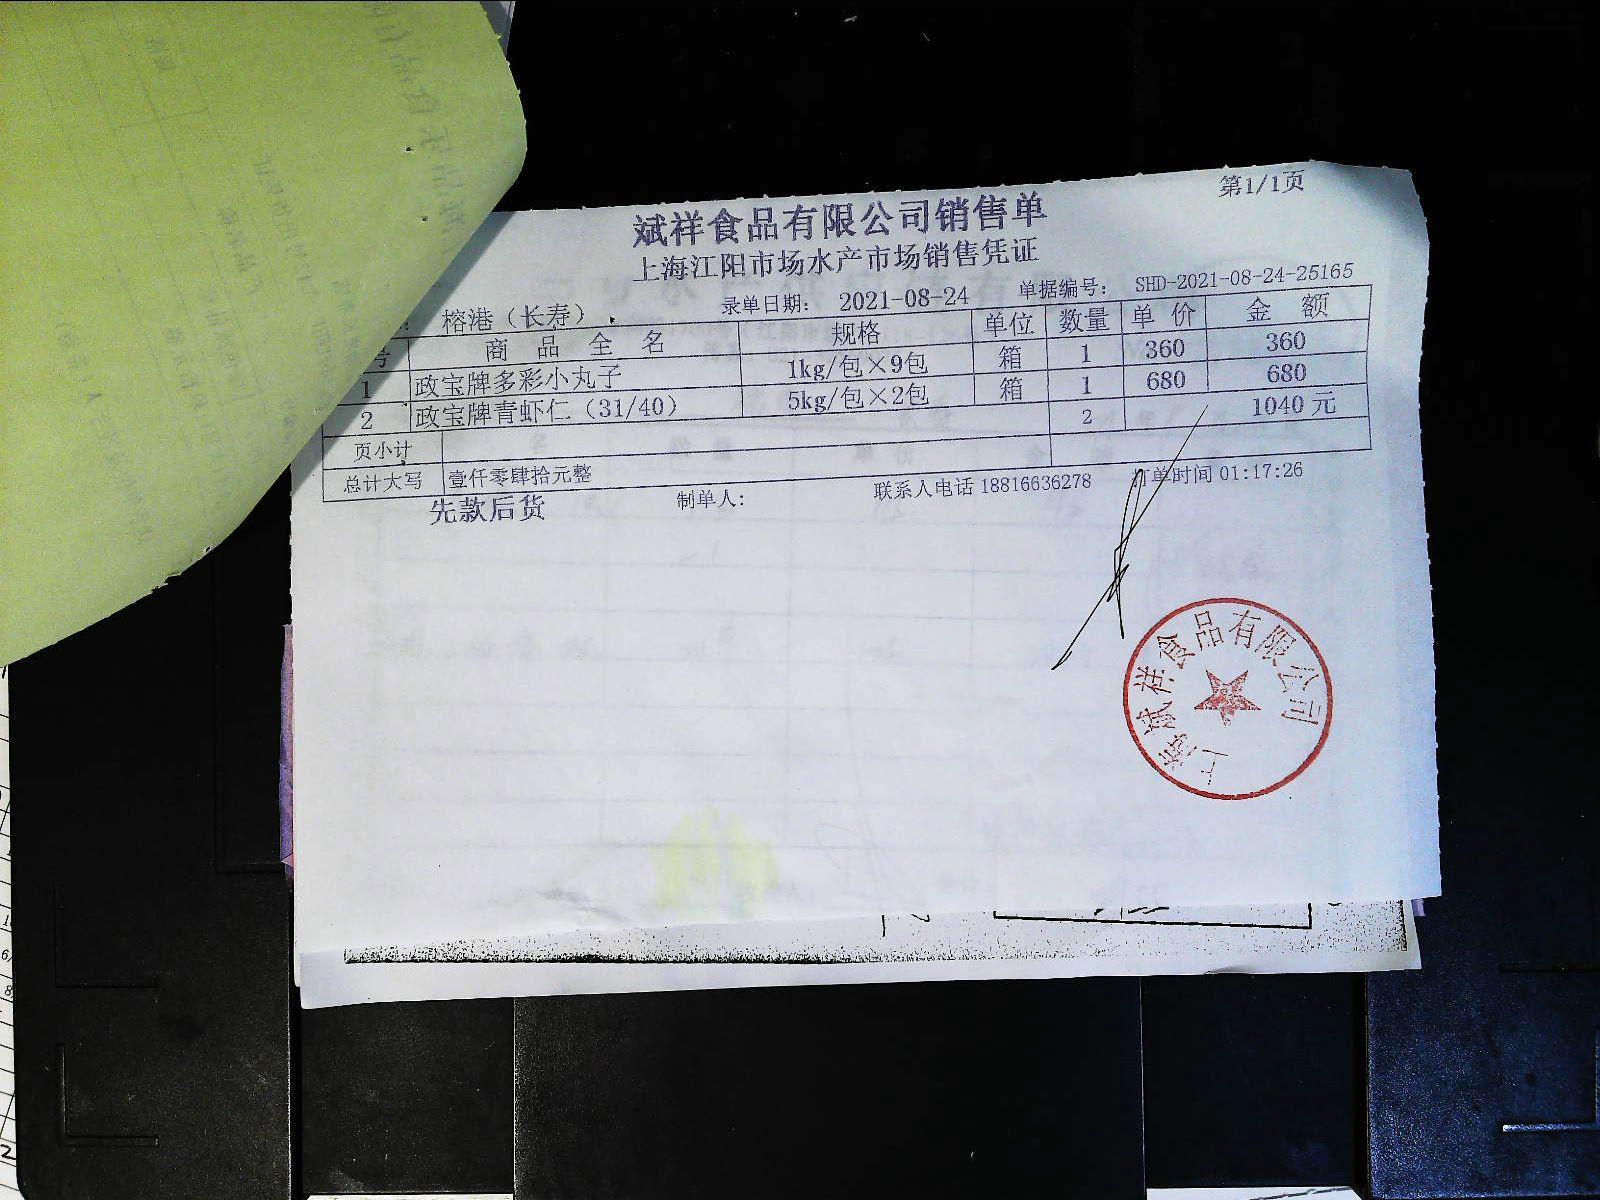 第1/1页
斌祥食品有限公司销售单
上海江阳市场水产市场销售凭证
榕港（长寿） 录单日期： 2021-08-24 单据编号： SHD-2021-08-24-25165
号 商 品 全 名 规格 单位 数量 单 价 金 额
1 政宝牌多彩小丸子 1kg/包×9包 箱 1 360 360
2 政宝牌青虾仁（31/40） 5kg/包×2包 箱 1 680 680
页小计 2 1040 元
总计大写 壹仟零肆拾元整
先款后货 制单人: 联系人电话 18816636278 打单时间 01:17:26
上海斌祥食品有限公司